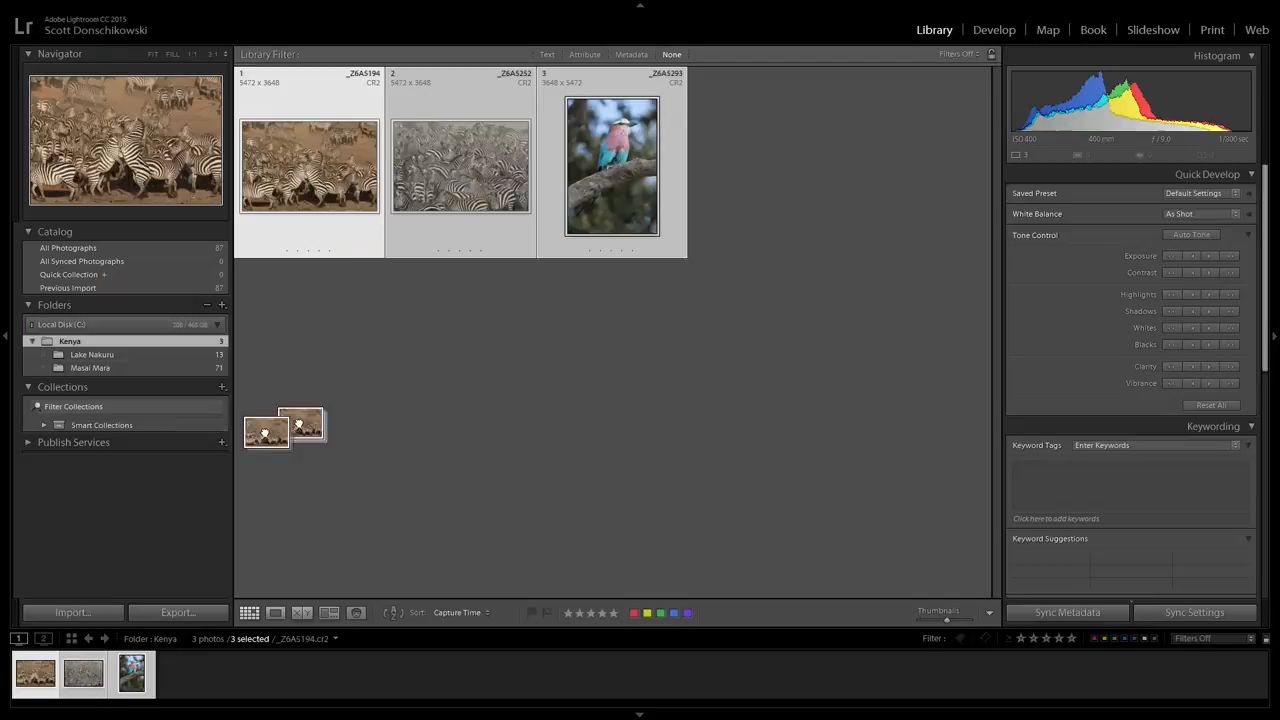 Lr Adobe Lightroom CC 2015
Scott Donschikowski
Library | Develop | Map | Book | Slideshow | Print | Web
Navigator FIT FILL 1:1 3:1
Library Filter: Text Attribute Metadata None Filters Off
Histogram
1 _Z6A5194
5472 x 3648 CR2
2 _Z6A5252
5472 x 3648 CR2
3 _Z6A5293
3648 x 5472 CR2
ISO 400 400 mm ƒ / 9.0 1/800 sec
3
Quick Develop
Saved Preset Default Settings
White Balance As Shot
Tone Control Auto Tone
Exposure
Contrast
Highlights
Shadows
Whites
Blacks
Clarity
Vibrance
Reset All
Catalog
All Photographs 87
All Synced Photographs 0
Quick Collection + 0
Previous Import 87
Folders − +
Local Disk (C:)
Kenya 3
Lake Nakuru 13
Masai Mara 71
Collections +
Filter Collections
Smart Collections
Publish Services +
Keywording
Keyword Tags Enter Keywords
Click here to add keywords
Keyword Suggestions
Import... Export...
Sort: Capture Time
Thumbnails
Sync Metadata Sync Settings
1 2 Folder : Kenya 3 photos / 3 selected / _Z6A5194.cr2
Filter : Filters Off